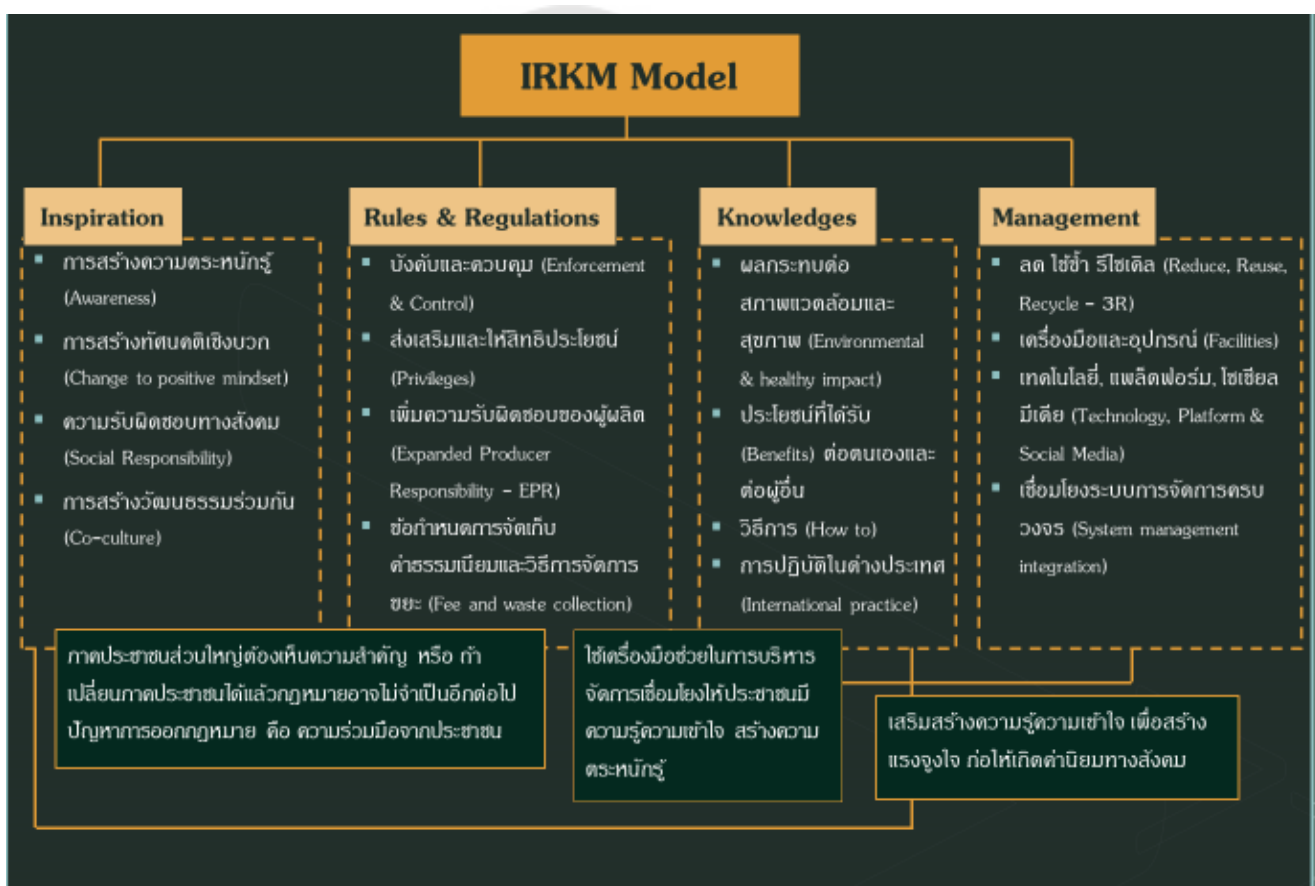 IRKM Model
Inspiration
การสร้างความตระหนักรู้
(Awareness)
การสร้างทัศนคติเชิงบวก
(Change to positive mindset)
ความรับผิดชอบทางสังคม
(Social Responsibility)
การสร้างวัฒนธรรมร่วมกัน
(Co-culture)
Rules & Regulations
บังคับและควบคุม (Enforcement
& Control)
ส่งเสริมและให้สิทธิประโยชน์
(Privileges)
เพิ่มความรับผิดชอบของผู้ผลิต
(Expanded Producer
Responsibility - EPR)
ข้อกำหนดการจัดเก็บ
ค่าธรรมเนียมและวิธีการจัดการ
ขยะ (Fee and waste collection)
Knowledges
ผลกระทบต่อ
สภาพแวดล้อมและ
สุขภาพ (Environmental
& healthy impact)
ประโยชน์ที่ได้รับ
(Benefits) ต่อตนเองและ
ต่อผู้อื่น
วิธีการ (How to)
การปฏิบัติในต่างประเทศ
(International practice)
Management
ลด ใช้ซ้ำ รีไซเคิล (Reduce, Reuse,
Recycle - 3R)
เครื่องมือและอุปกรณ์ (Facilities)
เทคโนโลยี่, แพล็ตฟอร์ม, โซเชียล
มีเดีย (Technology, Platform &
Social Media)
เชื่อมโยงระบบการจัดการครบ
วงจร (System management
integration)
ภาคประชาชนส่วนใหญ่ต้องเห็นความสำคัญ หรือ ถ้า
เปลี่ยนภาคประชาชนได้แล้วกฎหมายอาจไม่จำเป็นอีกต่อไป
ปัญหาการออกกฎหมาย คือ ความร่วมมือจากประชาชน
ใช้เครื่องมือช่วยในการบริหาร
จัดการเชื่อมโยงให้ประชาชนมี
ความรู้ความเข้าใจ สร้างความ
ตระหนักรู้
เสริมสร้างความรู้ความเข้าใจ เพื่อสร้าง
แรงจูงใจ ก่อให้เกิดค่านิยมทางสังคม